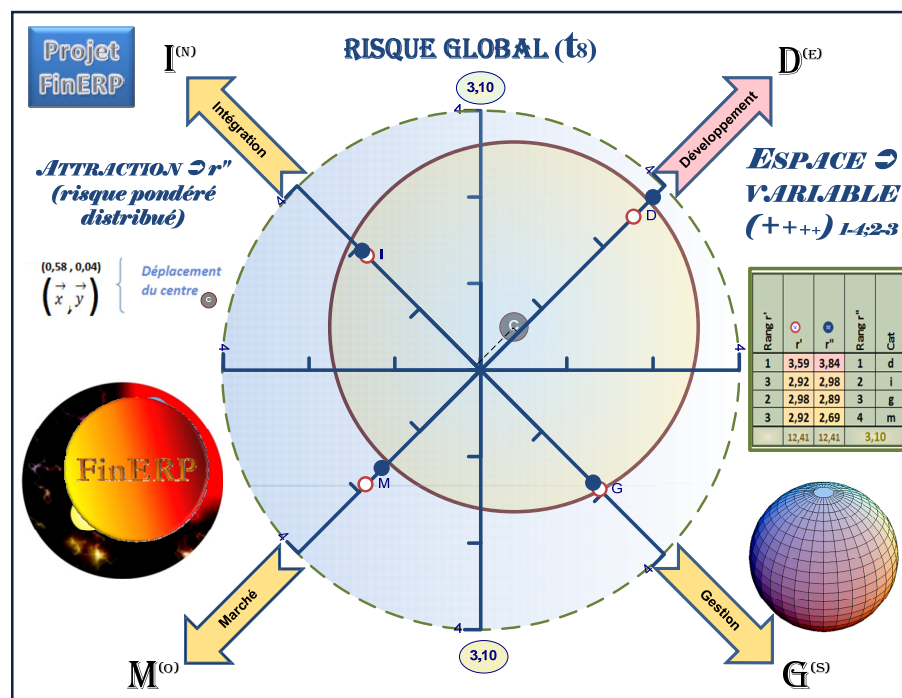 Projet
FinERP
I(N)
RISQUE GLOBAL (t8)
D(E)
3,10
4
Intégration
Développement
ATTRACTION ⊃ r"
(risque pondéré
distribué)
ESPACE ⊃
VARIABLE
(++++) 1-4;2-3
4
4
D
I
(0,58 , 0,04)
(x, y)
Déplacement
du centre
C
C
Rang r'
r'
r"
Rang r"
Cat
1 3,59 3,84 1 d
3 2,92 2,98 2 i
2 2,98 2,89 3 g
3 2,92 2,69 4 m
12,41 12,41 3,10
4
4
FinERP
M
G
4
4
4
Marché
Gestion
3,10
M(O)
G(S)